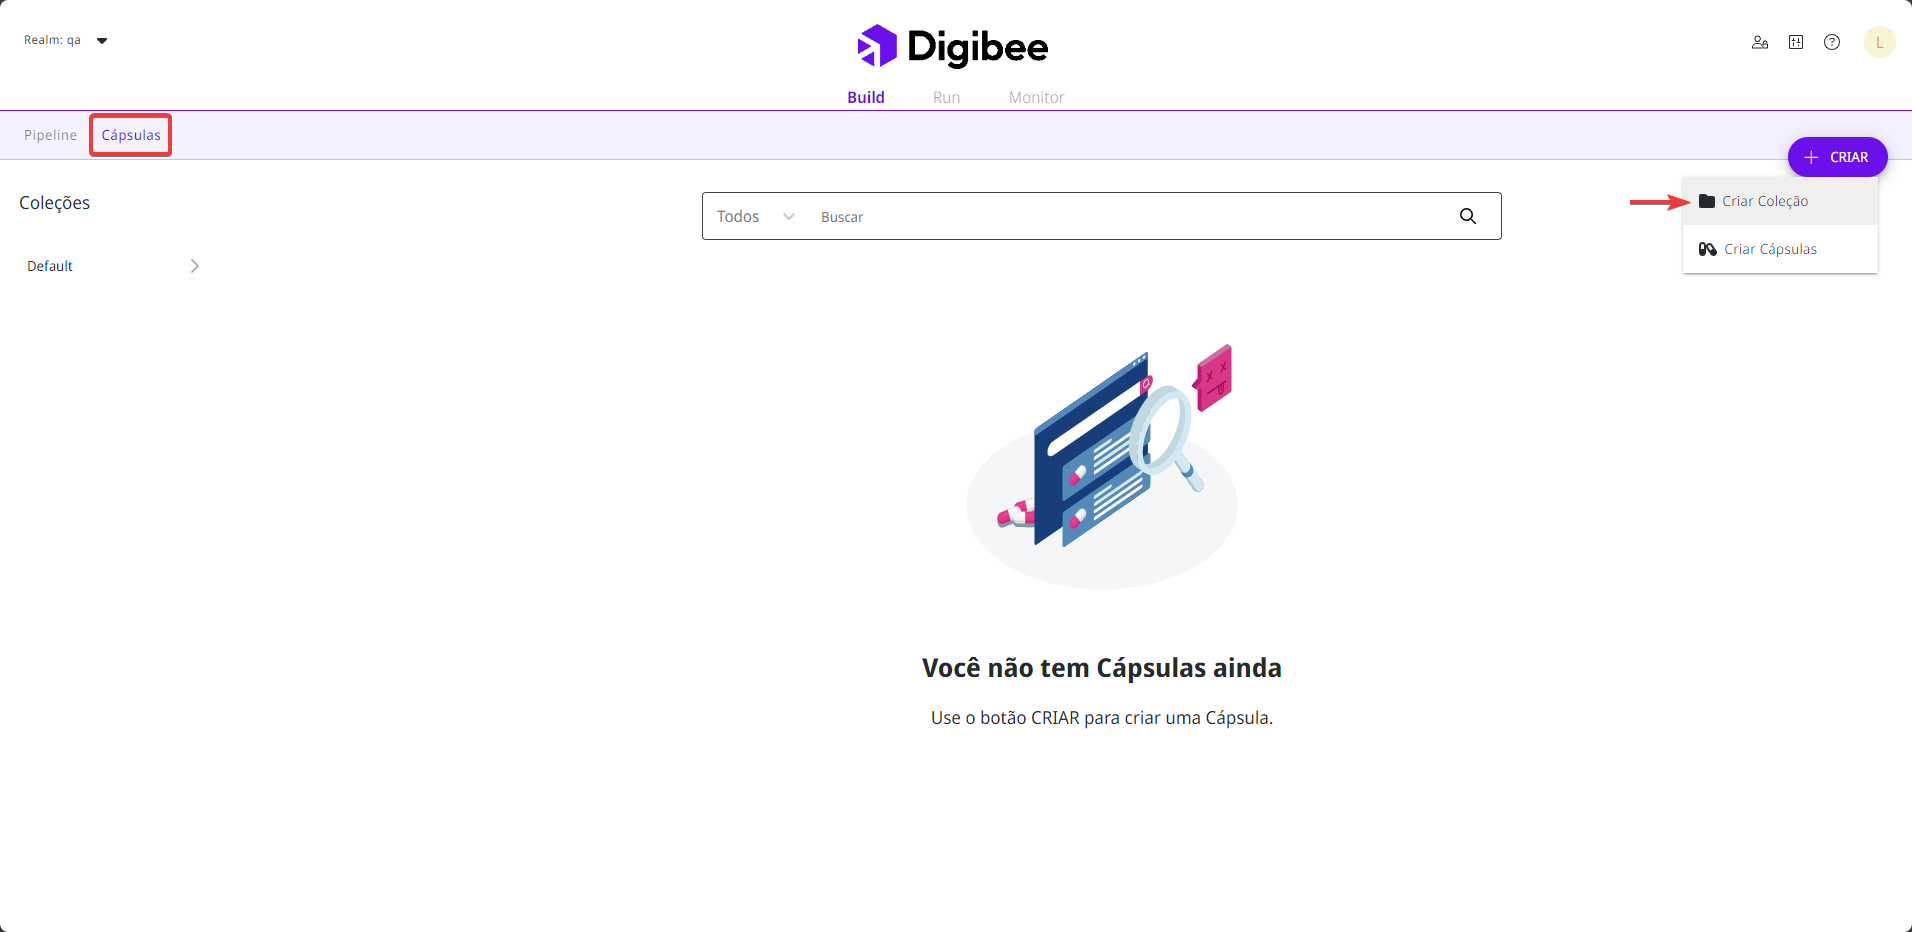 Realm: qa
Digibee
L
Build Run Monitor
Pipeline Cápsulas
CRIAR
Coleções
Todos Buscar
Criar Coleção
Criar Cápsulas
Default
Você não tem Cápsulas ainda
Use o botão CRIAR para criar uma Cápsula.